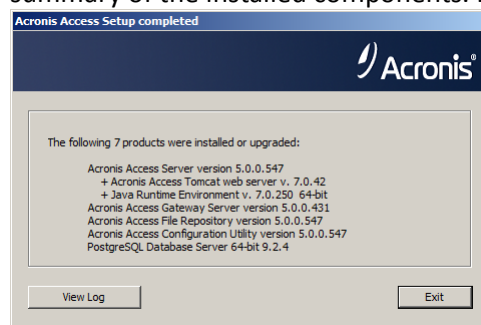 summary of the installed components.
Acronis Access Setup completed
Acronis®
The following 7 products were installed or upgraded:
Acronis Access Server version 5.0.0.547
+ Acronis Access Tomcat web server v. 7.0.42
+ Java Runtime Environment v. 7.0.250 64-bit
Acronis Access Gateway Server version 5.0.0.431
Acronis Access File Repository version 5.0.0.547
Acronis Access Configuration Utility version 5.0.0.547
PostgreSQL Database Server 64-bit 9.2.4
View Log
Exit